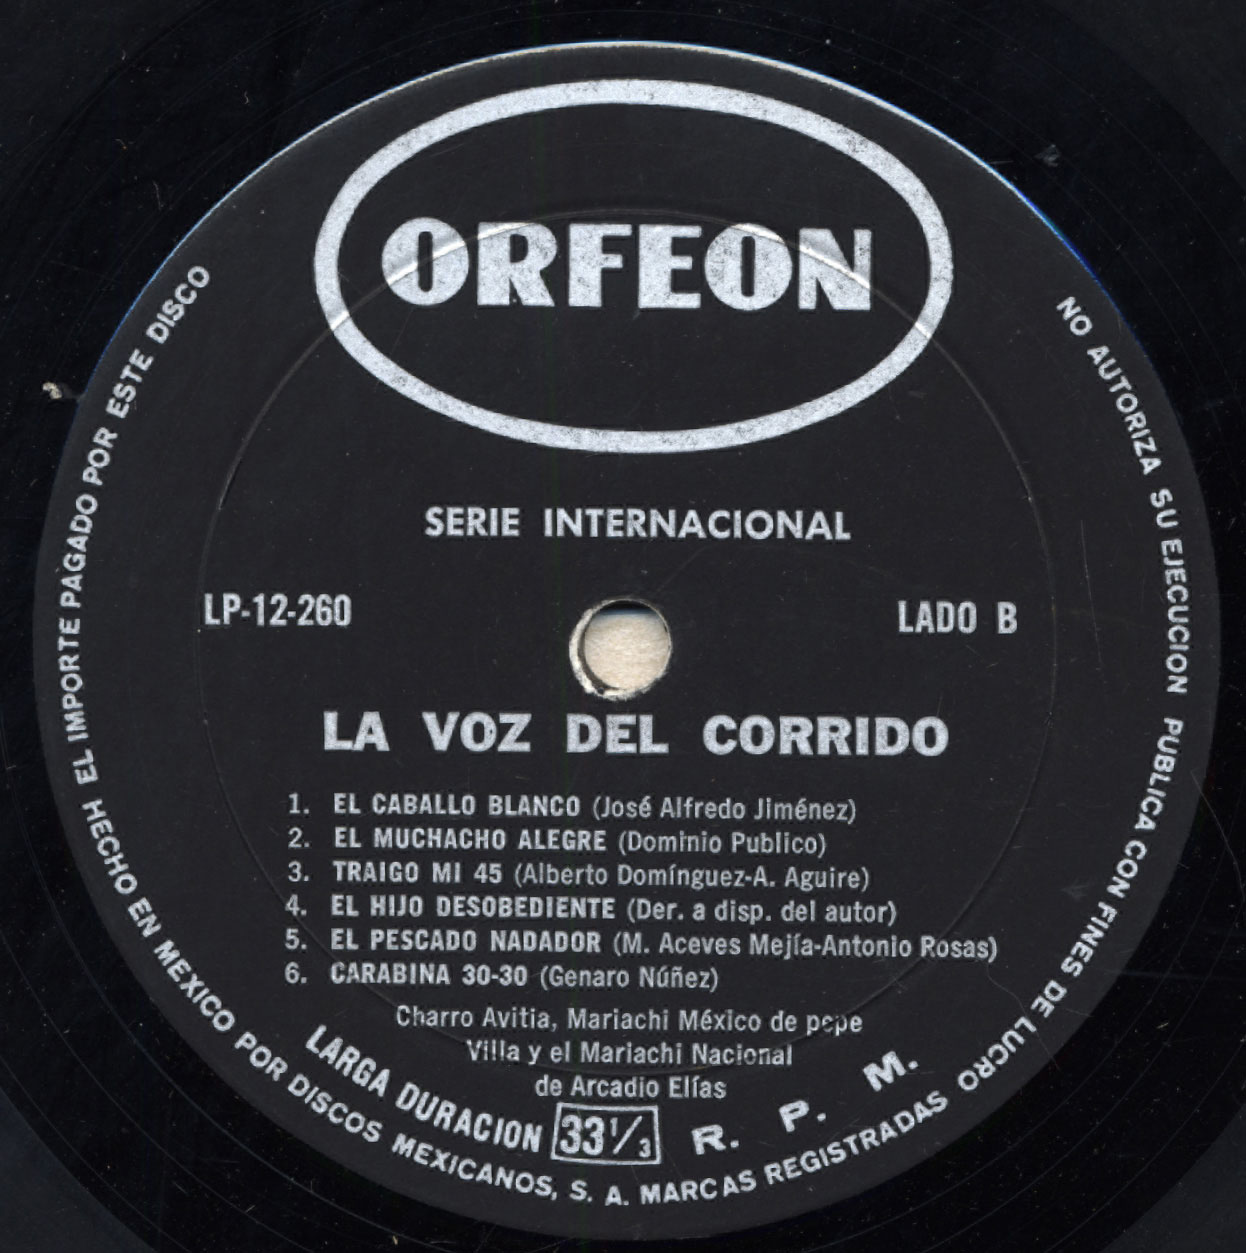 ORFEON
SERIE INTERNACIONAL
LP-12-260
LADO B
LA VOZ DEL CORRIDO
1. EL CABALLO BLANCO (José Alfredo Jiménez)
2. EL MUCHACHO ALEGRE (Dominio Publico)
3. TRAIGO MI 45 (Alberto Domínguez-A. Aguire)
4. EL HIJO DESOBEDIENTE (Der. a disp. del autor)
5. EL PESCADO NADADOR (M. Aceves Mejía-Antonio Rosas)
6. CARABINA 30-30 (Genaro Núñez)
Charro Avitia, Mariachi México de pepe
Villa y el Mariachi Nacional
de Arcadio Elías
LARGA DURACION 33 1/3 R. P. M.
HECHO EN MEXICO POR DISCOS MEXICANOS, S. A. MARCAS REGISTRADAS
EL IMPORTE PAGADO POR ESTE DISCO
NO AUTORIZA SU EJECUCION PUBLICA CON FINES DE LUCRO